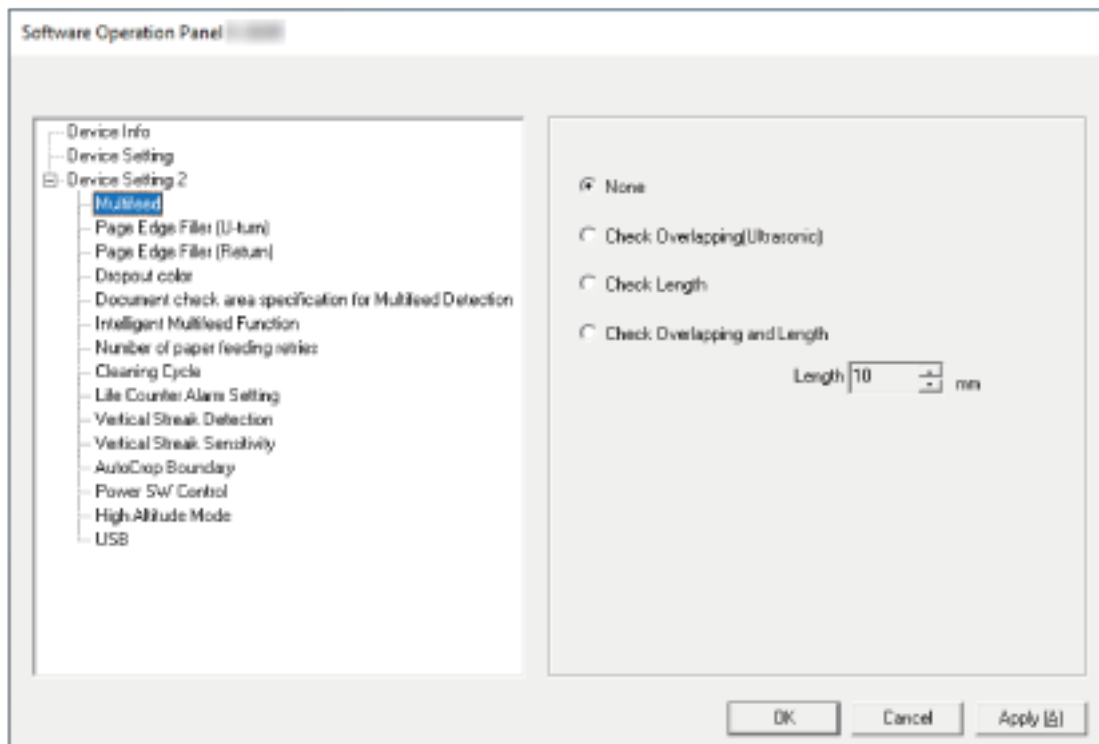 Software Operation Panel
Device Info
Device Setting
Device Setting 2
Multifeed
Page Edge Filler (U-turn)
Page Edge Filler (Return)
Dropout color
Document check area specification for Multifeed Detection
Intelligent Multifeed Function
Number of paper feeding retries
Cleaning Cycle
Life Counter Alarm Setting
Vertical Streak Detection
Vertical Streak Sensitivity
AutoCrop Boundary
Power SW Control
High Altitude Mode
USB
None
Check Overlapping(Ultrasonic)
Check Length
Check Overlapping and Length
Length 10 mm
OK Cancel Apply (A)